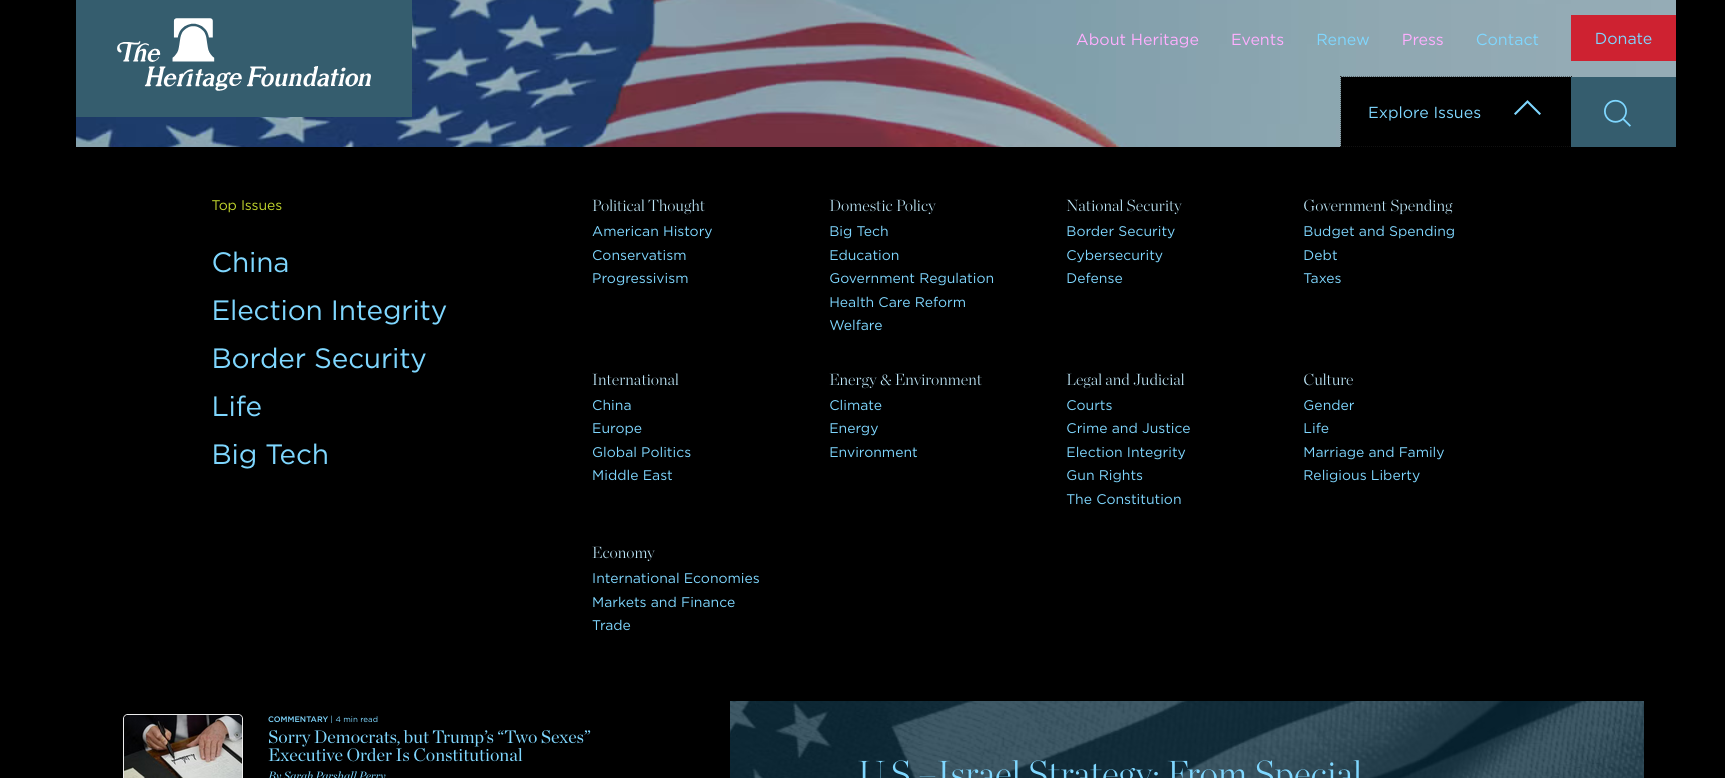 The
Heritage Foundation
About Heritage
Events
Renew
Press
Contact
Donate
Explore Issues
Top Issues
China
Election Integrity
Border Security
Life
Big Tech
Political Thought
American History
Conservatism
Progressivism
Domestic Policy
Big Tech
Education
Government Regulation
Health Care Reform
Welfare
National Security
Border Security
Cybersecurity
Defense
Government Spending
Budget and Spending
Debt
Taxes
International
China
Europe
Global Politics
Middle East
Energy & Environment
Climate
Energy
Environment
Legal and Judicial
Courts
Crime and Justice
Election Integrity
Gun Rights
The Constitution
Culture
Gender
Life
Marriage and Family
Religious Liberty
Economy
International Economies
Markets and Finance
Trade
COMMENTARY | 4 min read
Sorry Democrats, but Trump’s “Two Sexes”
Executive Order Is Constitutional
By Sarah Parshall Perry
U.S.–Israel Strategy: From Special